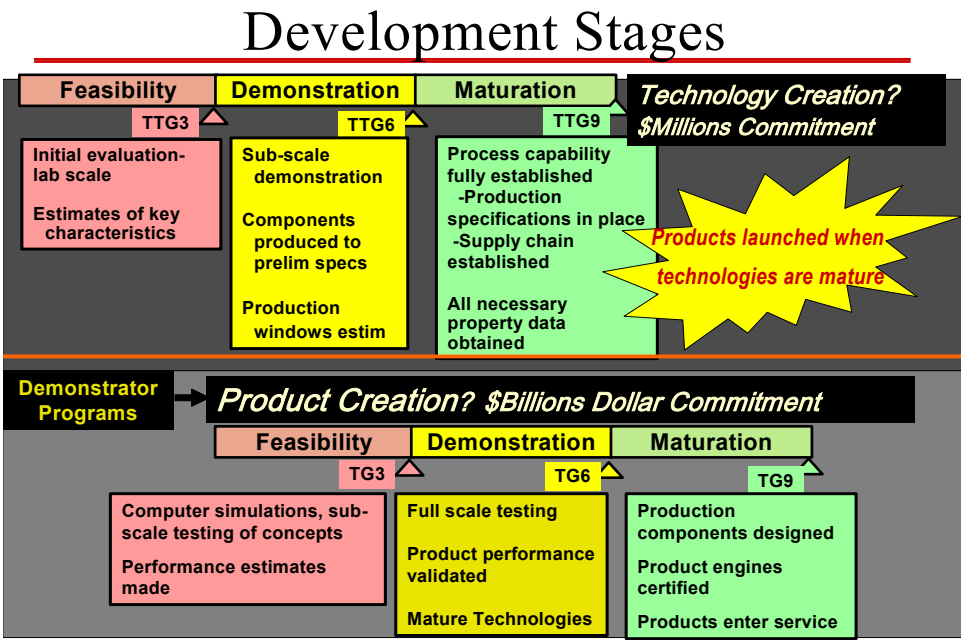 Development Stages
Feasibility
Demonstration
Maturation
TTG3
TTG6
TTG9
Technology Creation?
$Millions Commitment
Initial evaluation-
lab scale
Estimates of key
characteristics
Sub-scale
demonstration
Components
produced to
prelim specs
Production
windows estim
Process capability
fully established
-Production
specifications in place
-Supply chain
established
All necessary
property data
obtained
Products launched when
technologies are mature
Demonstrator
Programs
Product Creation? $Billions Dollar Commitment
Feasibility
Demonstration
Maturation
TG3
TG6
TG9
Computer simulations, sub-
scale testing of concepts
Performance estimates
made
Full scale testing
Product performance
validated
Mature Technologies
Production
components designed
Product engines
certified
Products enter service